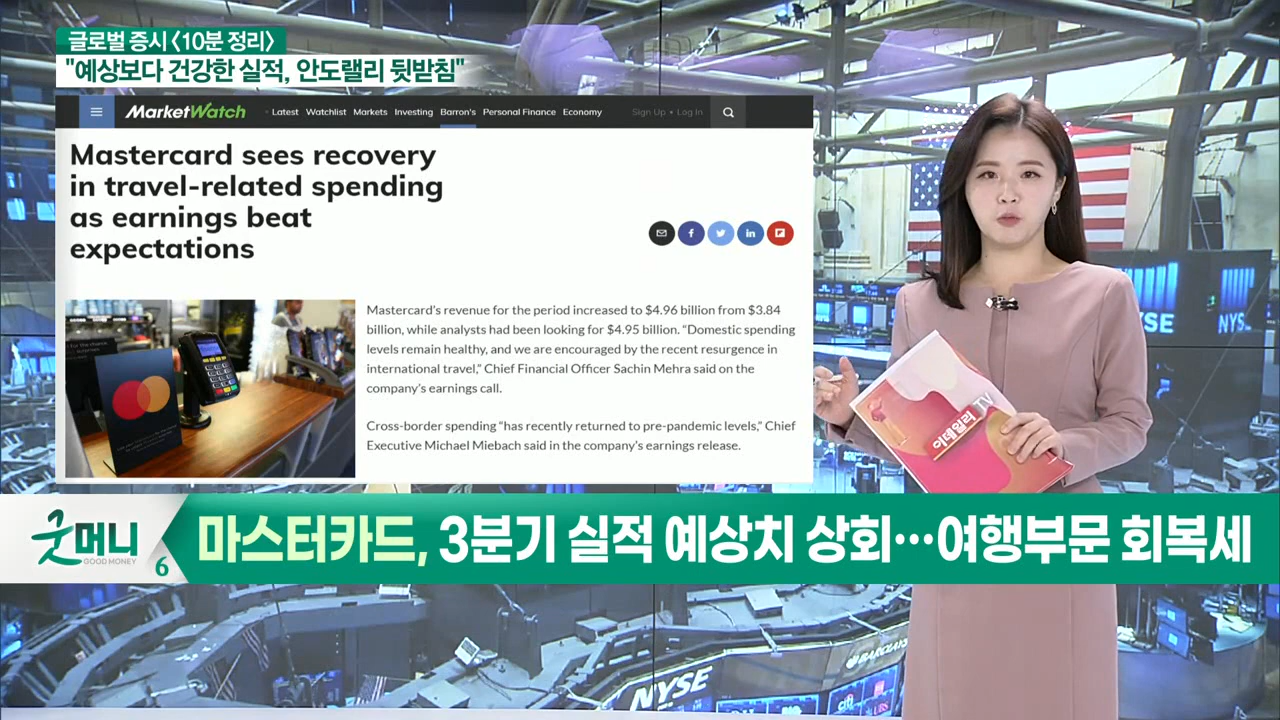 글로벌 증시 <10분 정리>
"예상보다 건강한 실적, 안도랠리 뒷받침"
MarketWatch
Latest Watchlist Markets Investing Barron's Personal Finance Economy
Sign Up • Log In
Mastercard sees recovery
in travel-related spending
as earnings beat
expectations
Mastercard's revenue for the period increased to $4.96 billion from $3.84
billion, while analysts had been looking for $4.95 billion. "Domestic spending
levels remain healthy, and we are encouraged by the recent resurgence in
international travel," Chief Financial Officer Sachin Mehra said on the
company's earnings call.
Cross-border spending "has recently returned to pre-pandemic levels," Chief
Executive Michael Miebach said in the company's earnings release.
이데일리 TV
YSE
NYS
굿머니
GOOD MONEY
6
마스터카드, 3분기 실적 예상치 상회…여행부문 회복세
NYSE
BARCLAYS
citi
UBS